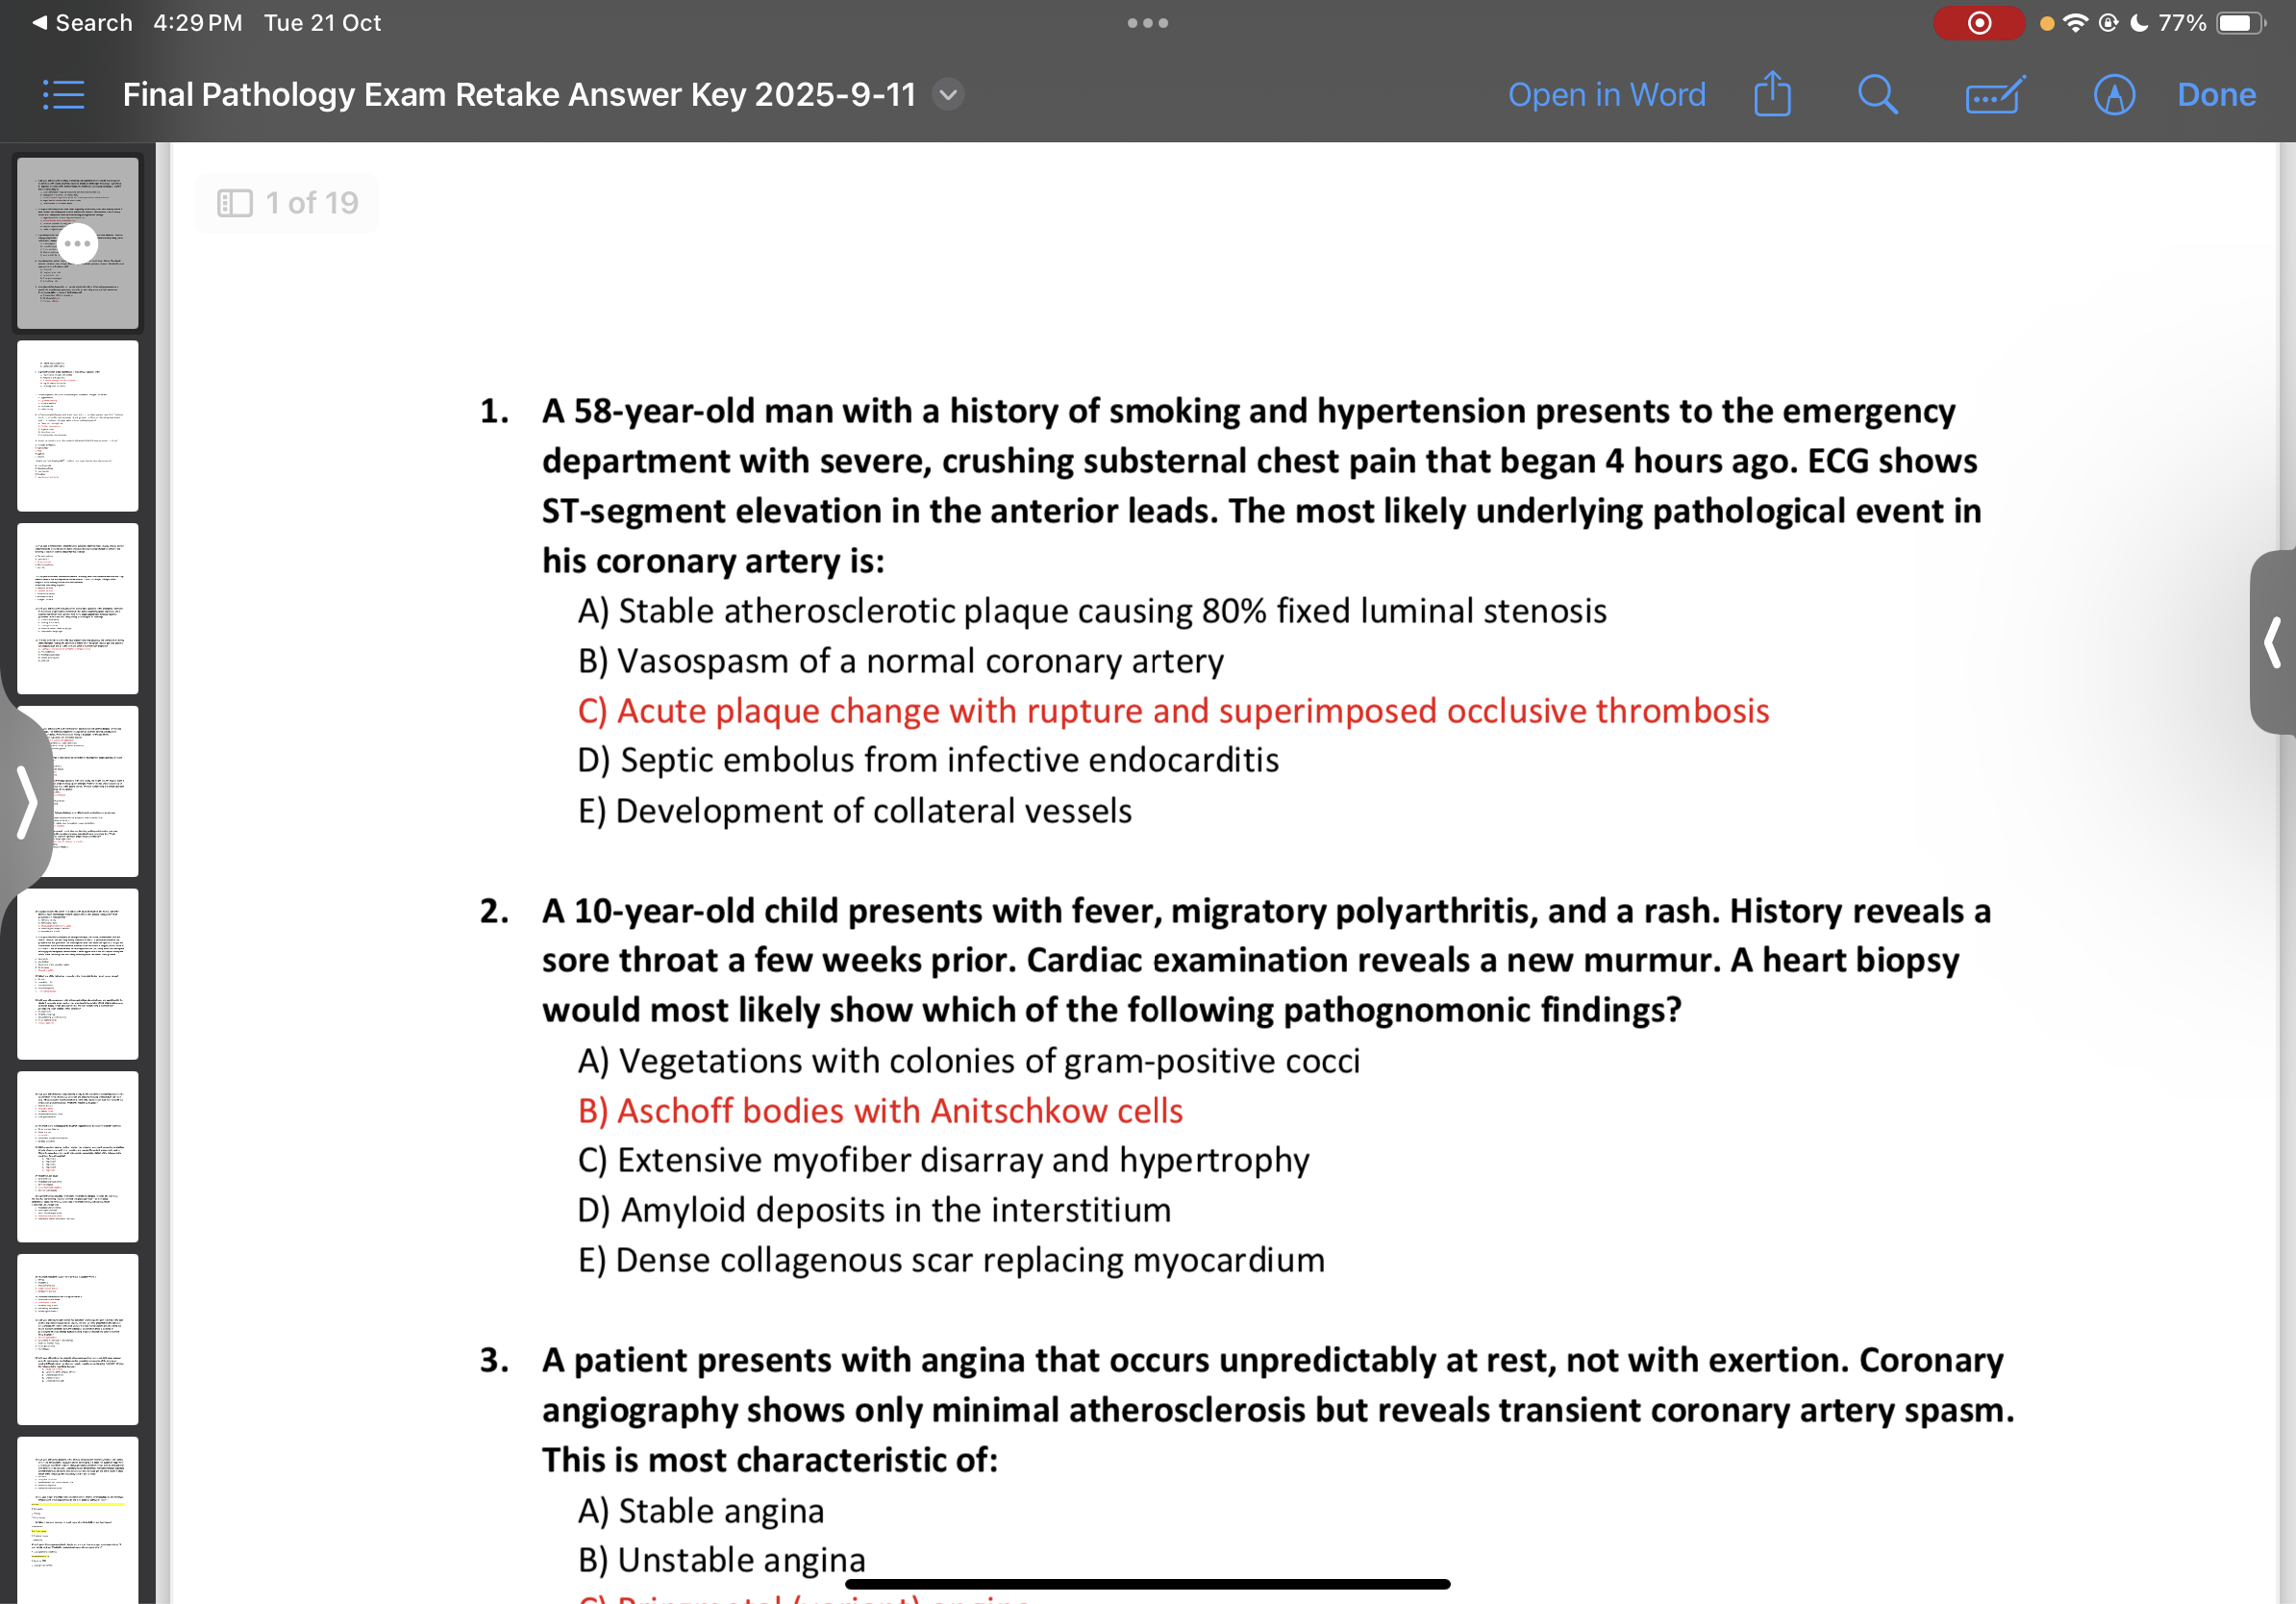 ◀ Search 4:29 PM Tue 21 Oct
77%
Final Pathology Exam Retake Answer Key 2025-9-11
Open in Word
Done
1 of 19
1. A 58-year-old man with a history of smoking and hypertension presents to the emergency
department with severe, crushing substernal chest pain that began 4 hours ago. ECG shows
ST-segment elevation in the anterior leads. The most likely underlying pathological event in
his coronary artery is:
A) Stable atherosclerotic plaque causing 80% fixed luminal stenosis
B) Vasospasm of a normal coronary artery
C) Acute plaque change with rupture and superimposed occlusive thrombosis
D) Septic embolus from infective endocarditis
E) Development of collateral vessels
2. A 10-year-old child presents with fever, migratory polyarthritis, and a rash. History reveals a
sore throat a few weeks prior. Cardiac examination reveals a new murmur. A heart biopsy
would most likely show which of the following pathognomonic findings?
A) Vegetations with colonies of gram-positive cocci
B) Aschoff bodies with Anitschkow cells
C) Extensive myofiber disarray and hypertrophy
D) Amyloid deposits in the interstitium
E) Dense collagenous scar replacing myocardium
3. A patient presents with angina that occurs unpredictably at rest, not with exertion. Coronary
angiography shows only minimal atherosclerosis but reveals transient coronary artery spasm.
This is most characteristic of:
A) Stable angina
B) Unstable angina
C) Prinzmetal (variant) angina